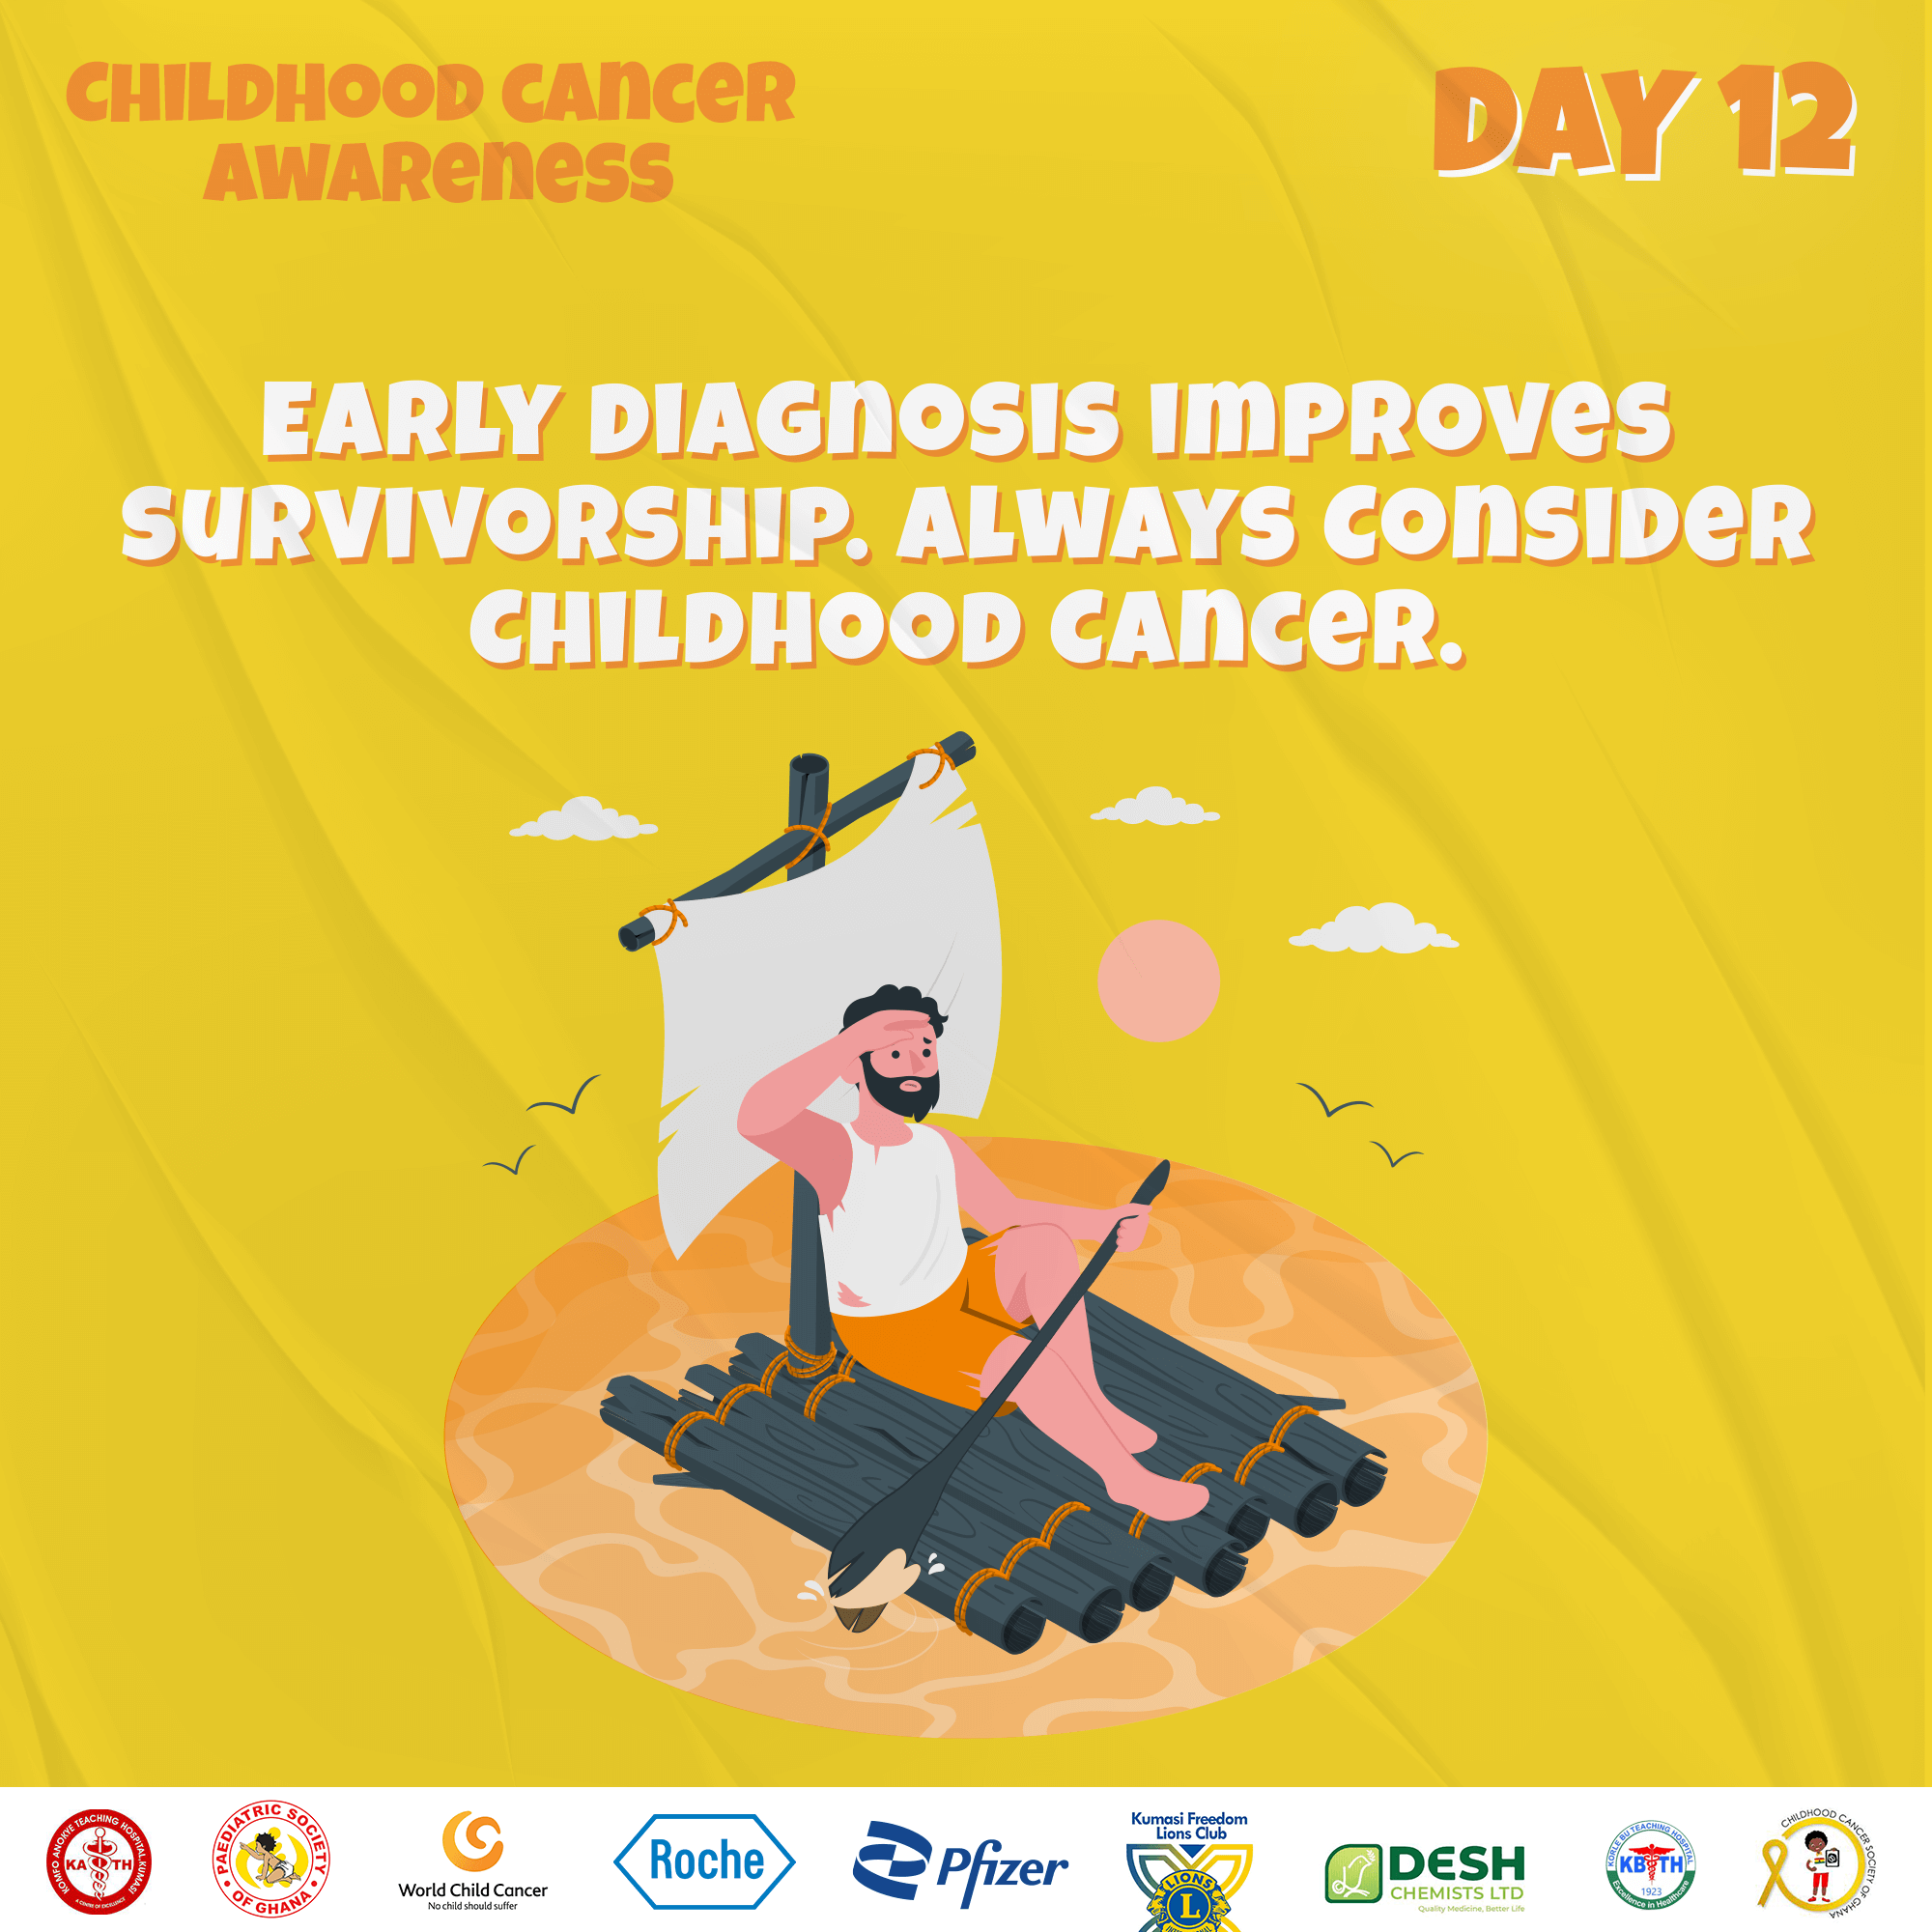 CHILDHOOD CANCER
AWARENESS
DAY 12
EARLY DIAGNOSIS IMPROVES
SURVIVORSHIP. ALWAYS CONSIDER
CHILDHOOD CANCER.
KOMFO ANOKYE TEACHING HOSPITAL, KUMASI
KATH
A CENTRE OF EXCELLENCE
PAEDIATRIC SOCIETY
OF GHANA
World Child Cancer
No child should suffer
Roche
Pfizer
Kumasi Freedom
Lions Club
LIONS
L
DESH
CHEMISTS LTD
Quality Medicine, Better Life
KORLE BU TEACHING HOSPITAL
KBTH
1923
Excellence in Healthcare
CHILDHOOD CANCER SOCIETY OF GHANA